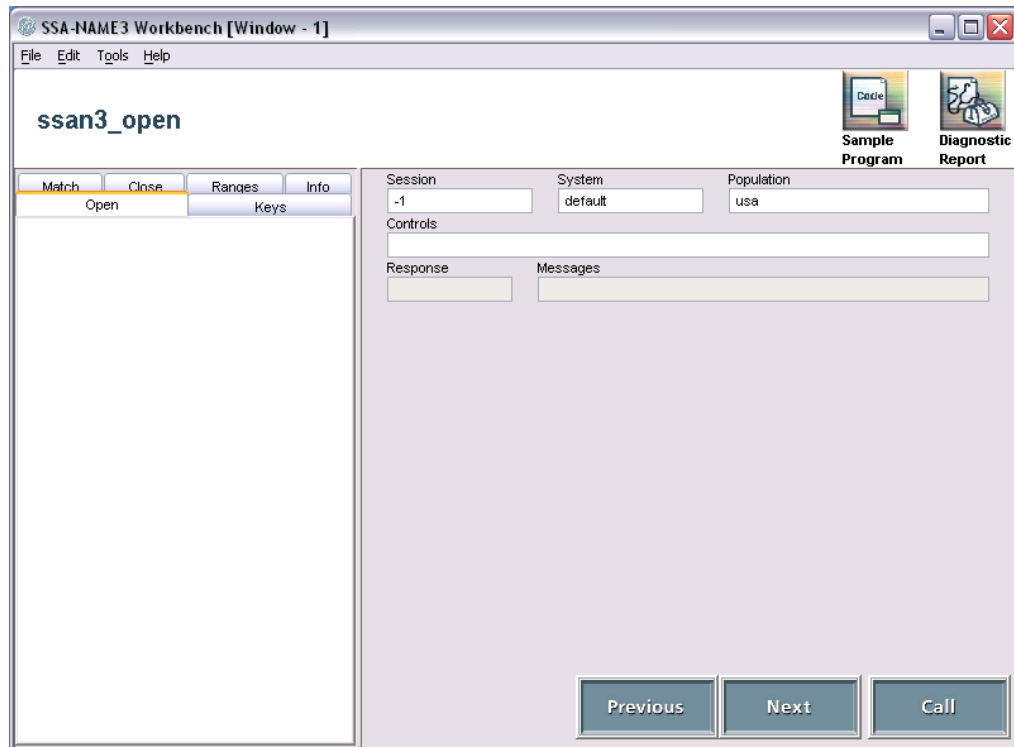 SSA-NAME3 Workbench [Window - 1]
File Edit Tools Help
ssan3_open
Code
Sample Program
Diagnostic Report
Match Close Ranges Info
Open Keys
Session System Population
-1 default usa
Controls
Response Messages
Previous Next Call